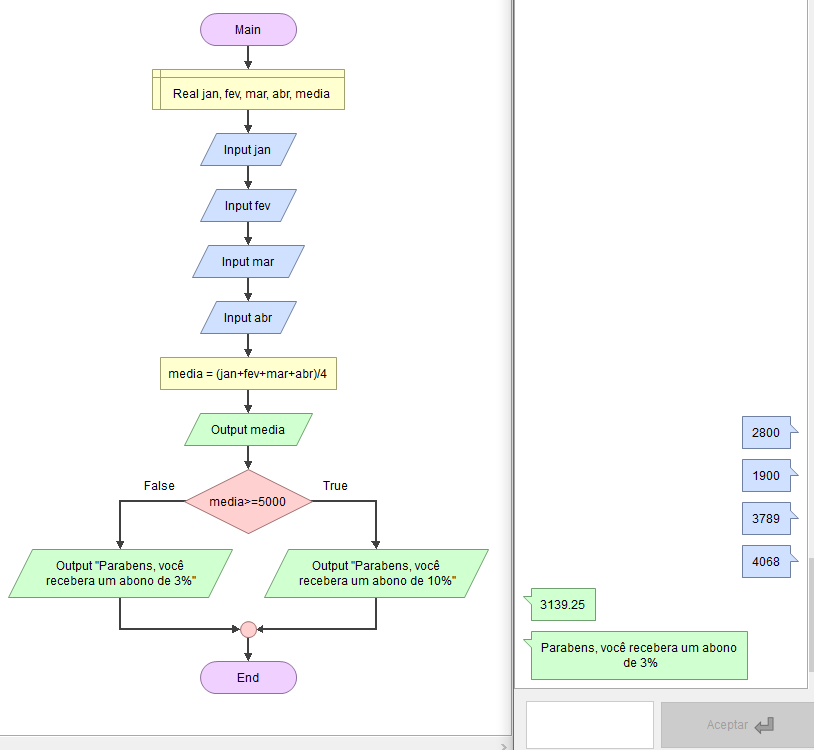 Main
Real jan, fev, mar, abr, media
Input jan
Input fev
Input mar
Input abr
media = (jan+fev+mar+abr)/4
Output media
False
True
media>=5000
Output "Parabens, você
recebera um abono de 3%"
Output "Parabens, você
recebera um abono de 10%"
End
2800
1900
3789
4068
3139.25
Parabens, você recebera um abono
de 3%
Aceptar